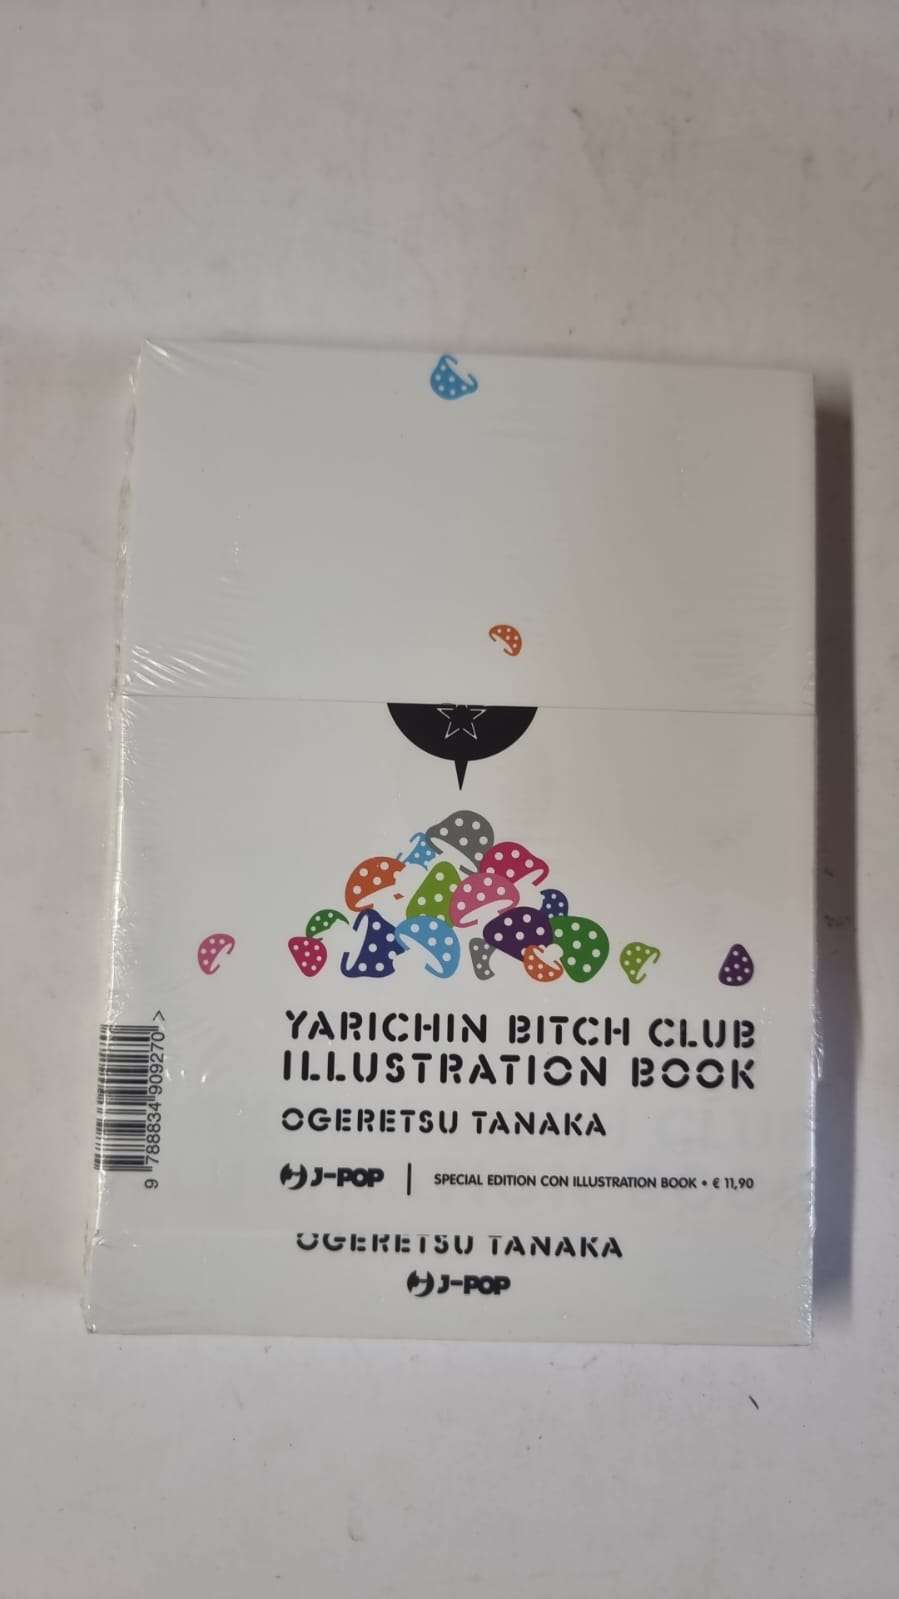 YARICHIN BITCH CLUB
ILLUSTRATION BOOK
OGERETSU TANAKA
J-POP | SPECIAL EDITION CON ILLUSTRATION BOOK • € 11,90
9 788834 909270 >
OGERETSU TANAKA
J-POP